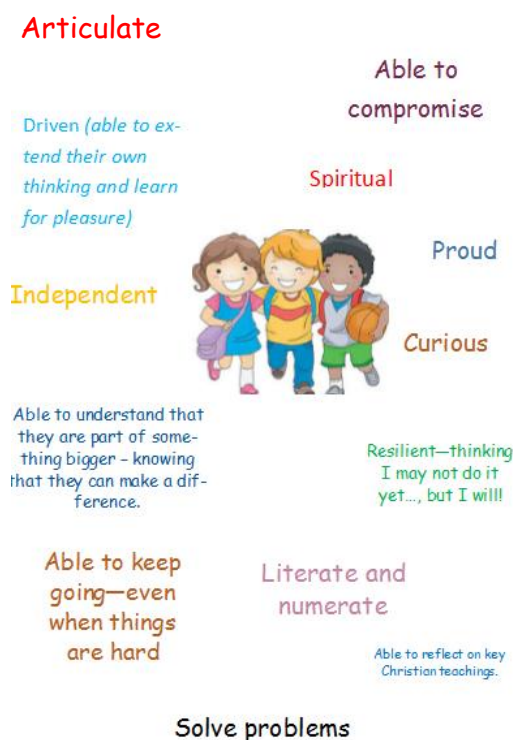 Articulate
Able to
compromise
Driven (able to ex-
tend their own
thinking and learn
for pleasure)
Spiritual
Proud
Independent
Curious
Able to understand that
they are part of some-
thing bigger – knowing
that they can make a dif-
ference.
Resilient—thinking
I may not do it
yet..., but I will!
Able to keep
going—even
when things
are hard
Literate and
numerate
Able to reflect on key
Christian teachings.
Solve problems